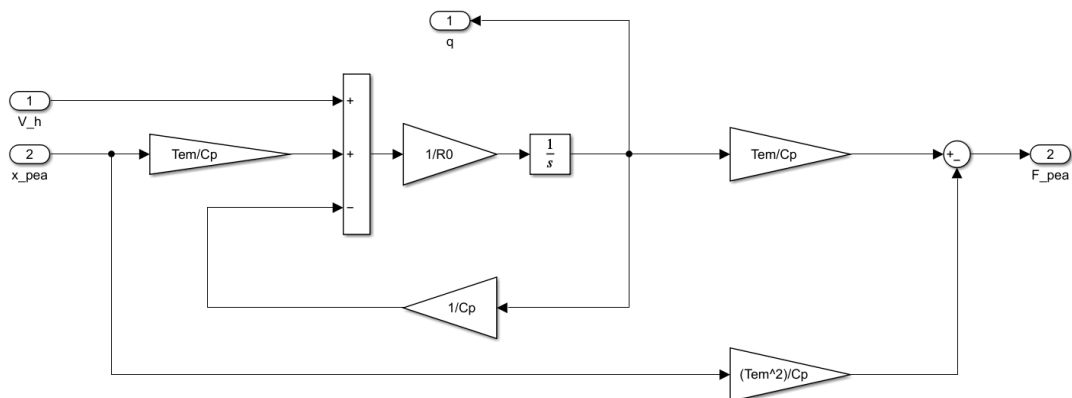 1
q
1
V_h
+
2
x_pea
Tem/Cp
+
1/R0
1
s
Tem/Cp
+
−
2
F_pea
−
1/Cp
(Tem^2)/Cp